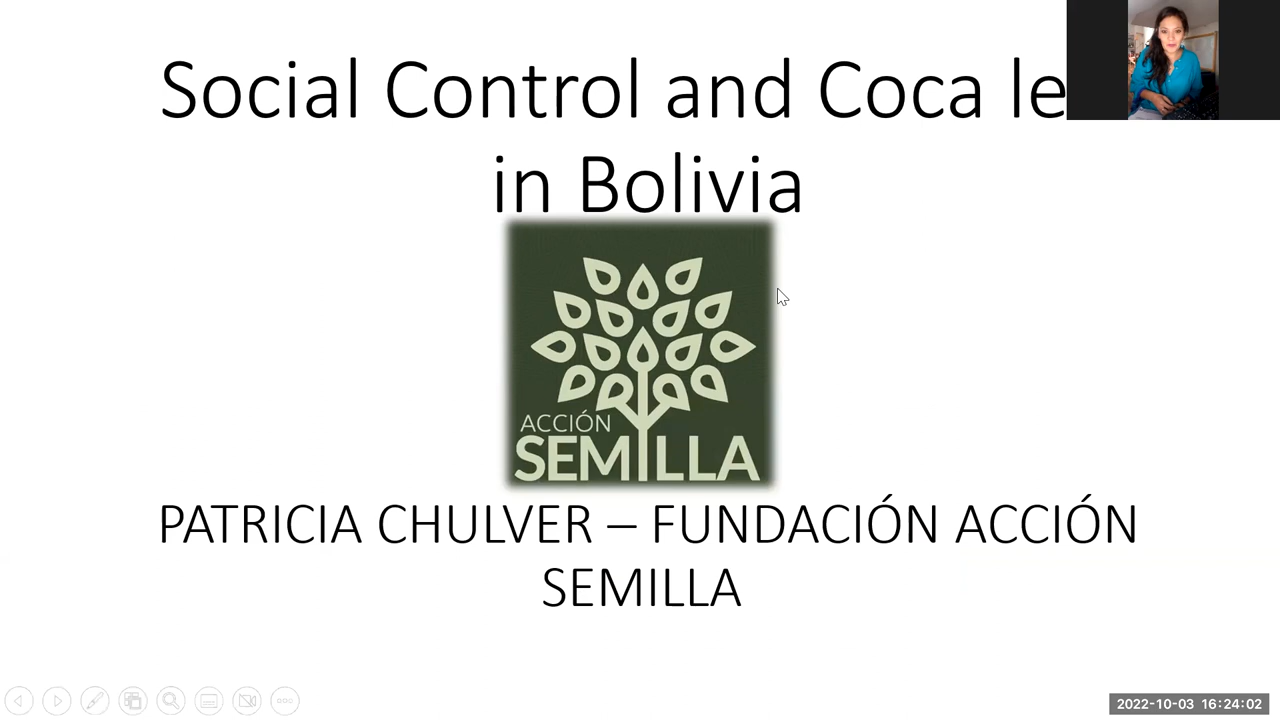 Social Control and Coca le
in Bolivia
ACCIÓN
SEMILLA
PATRICIA CHULVER – FUNDACIÓN ACCIÓN
SEMILLA
2022-10-03 16:24:02